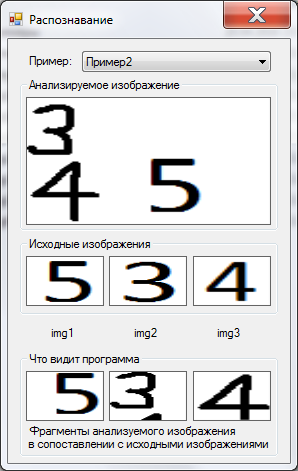 Распознавание
Пример: Пример2
Анализируемое изображение
3
4 5
Исходные изображения
5 3 4
img1 img2 img3
Что видит программа
5 3 4
Фрагменты анализируемого изображения
в сопоставлении с исходными изображениями